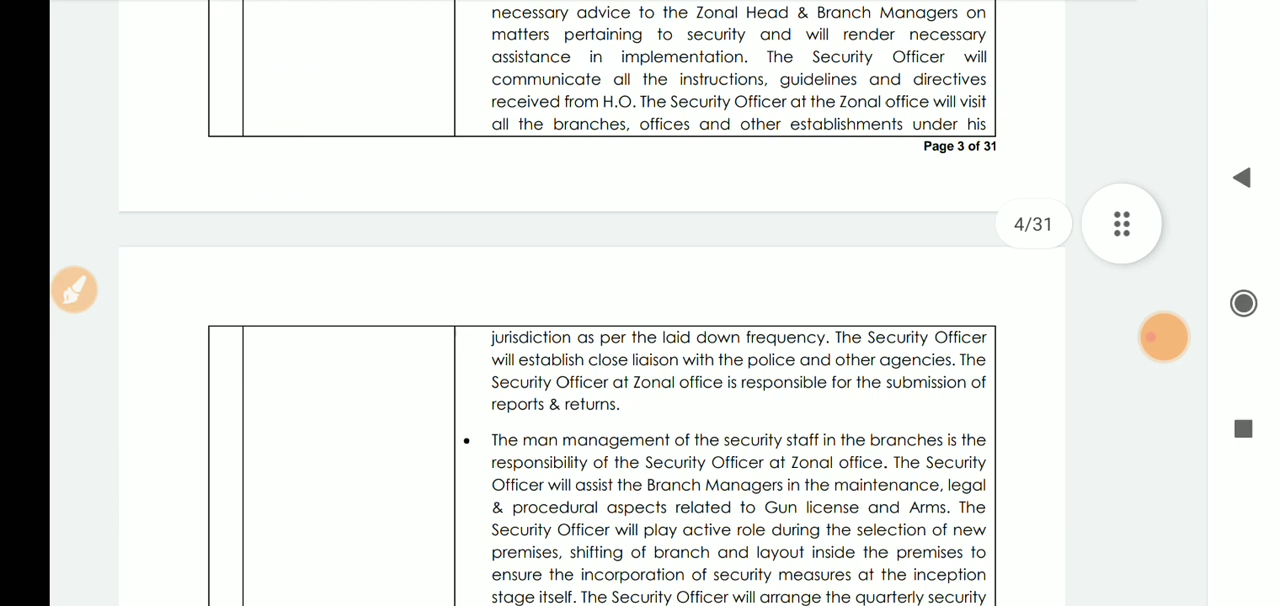 necessary advice to the Zonal Head & Branch Managers on
matters pertaining to security and will render necessary
assistance in implementation. The Security Officer will
communicate all the instructions, guidelines and directives
received from H.O. The Security Officer at the Zonal office will visit
all the branches, offices and other establishments under his
Page 3 of 31
4/31
jurisdiction as per the laid down frequency. The Security Officer
will establish close liaison with the police and other agencies. The
Security Officer at Zonal office is responsible for the submission of
reports & returns.
• The man management of the security staff in the branches is the
responsibility of the Security Officer at Zonal office. The Security
Officer will assist the Branch Managers in the maintenance, legal
& procedural aspects related to Gun license and Arms. The
Security Officer will play active role during the selection of new
premises, shifting of branch and layout inside the premises to
ensure the incorporation of security measures at the inception
stage itself. The Security Officer will arrange the quarterly security